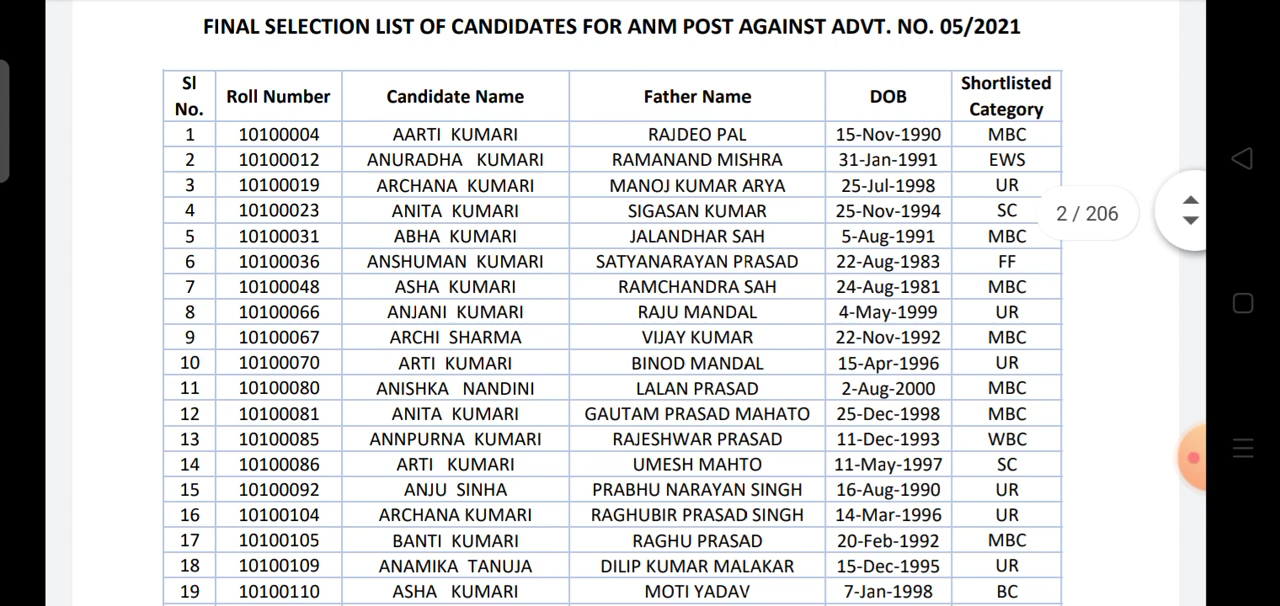 FINAL SELECTION LIST OF CANDIDATES FOR ANM POST AGAINST ADVT. NO. 05/2021
Sl No. Roll Number Candidate Name Father Name DOB Shortlisted Category
1 10100004 AARTI KUMARI RAJDEO PAL 15-Nov-1990 MBC
2 10100012 ANURADHA KUMARI RAMANAND MISHRA 31-Jan-1991 EWS
3 10100019 ARCHANA KUMARI MANOJ KUMAR ARYA 25-Jul-1998 UR
4 10100023 ANITA KUMARI SIGASAN KUMAR 25-Nov-1994 SC
2 / 206
5 10100031 ABHA KUMARI JALANDHAR SAH 5-Aug-1991 MBC
6 10100036 ANSHUMAN KUMARI SATYANARAYAN PRASAD 22-Aug-1983 FF
7 10100048 ASHA KUMARI RAMCHANDRA SAH 24-Aug-1981 MBC
8 10100066 ANJANI KUMARI RAJU MANDAL 4-May-1999 UR
9 10100067 ARCHI SHARMA VIJAY KUMAR 22-Nov-1992 MBC
10 10100070 ARTI KUMARI BINOD MANDAL 15-Apr-1996 UR
11 10100080 ANISHKA NANDINI LALAN PRASAD 2-Aug-2000 MBC
12 10100081 ANITA KUMARI GAUTAM PRASAD MAHATO 25-Dec-1998 MBC
13 10100085 ANNPURNA KUMARI RAJESHWAR PRASAD 11-Dec-1993 WBC
14 10100086 ARTI KUMARI UMESH MAHTO 11-May-1997 SC
15 10100092 ANJU SINHA PRABHU NARAYAN SINGH 16-Aug-1990 UR
16 10100104 ARCHANA KUMARI RAGHUBIR PRASAD SINGH 14-Mar-1996 UR
17 10100105 BANTI KUMARI RAGHU PRASAD 20-Feb-1992 MBC
18 10100109 ANAMIKA TANUJA DILIP KUMAR MALAKAR 15-Dec-1995 UR
19 10100110 ASHA KUMARI MOTI YADAV 7-Jan-1998 BC